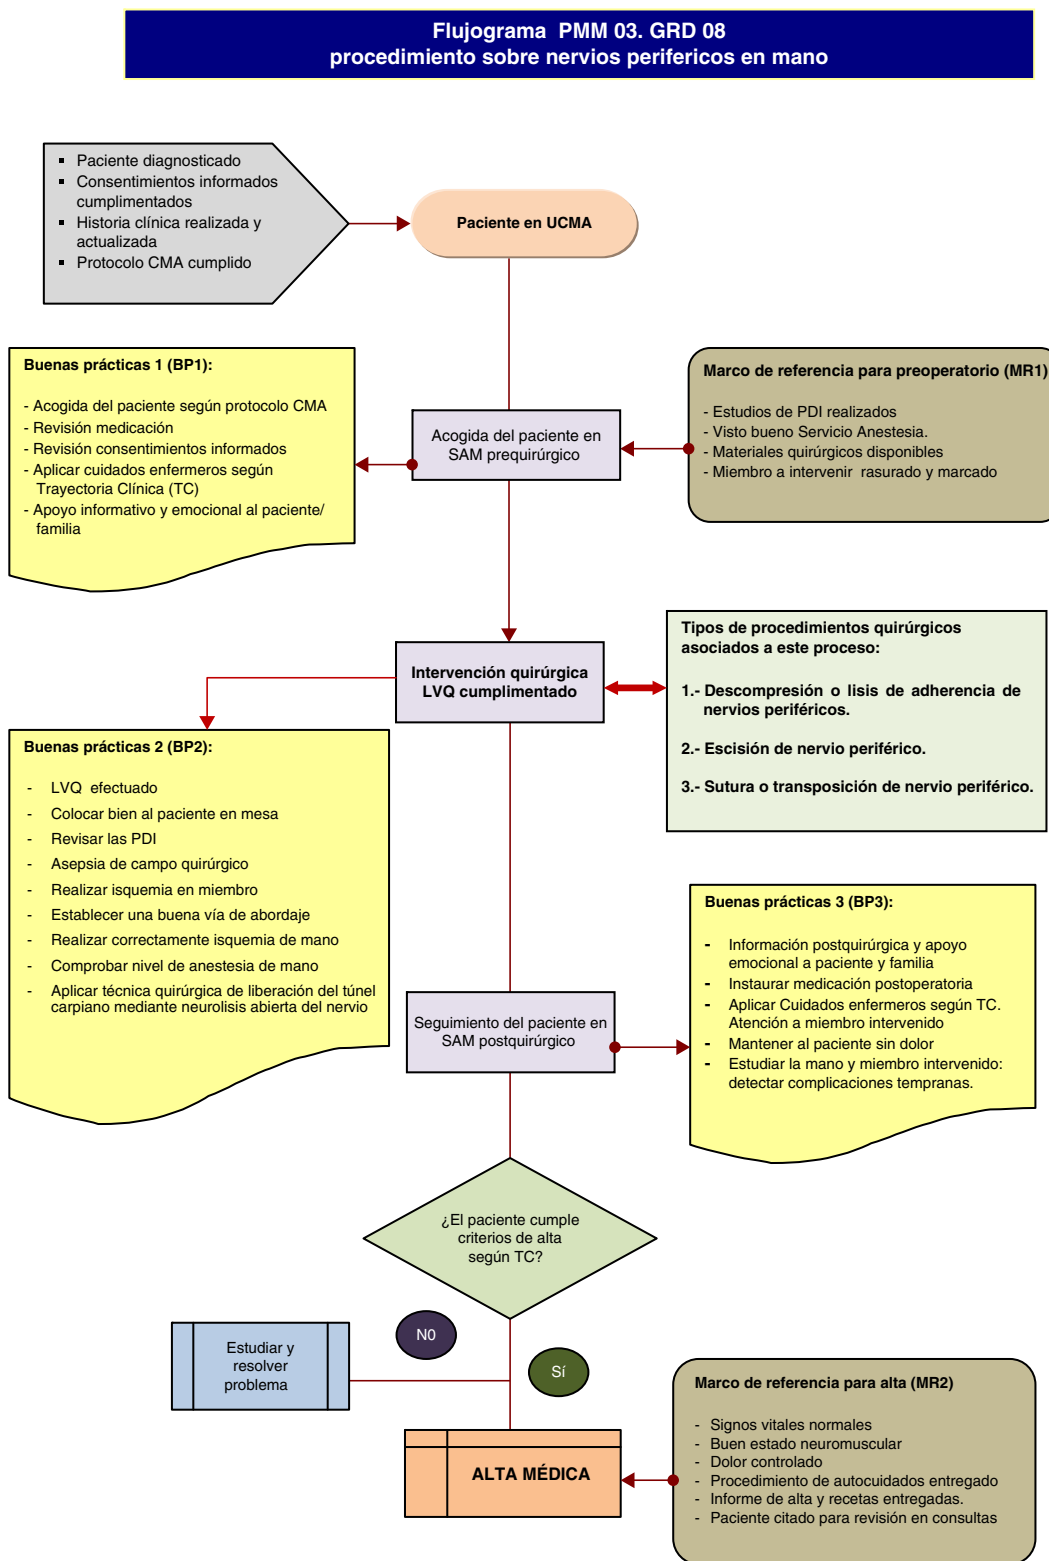 Flujograma PMM 03. GRD 08
procedimiento sobre nervios perifericos en mano
▪ Paciente diagnosticado
▪ Consentimientos informados
cumplimentados
▪ Historia clínica realizada y
actualizada
▪ Protocolo CMA cumplido
Paciente en UCMA
Buenas prácticas 1 (BP1):
- Acogida del paciente según protocolo CMA
- Revisión medicación
- Revisión consentimientos informados
- Aplicar cuidados enfermeros según
Trayectoria Clínica (TC)
- Apoyo informativo y emocional al paciente/
familia
Acogida del paciente en
SAM prequirúrgico
Marco de referencia para preoperatorio (MR1)
- Estudios de PDI realizados
- Visto bueno Servicio Anestesia.
- Materiales quirúrgicos disponibles
- Miembro a intervenir rasurado y marcado
Intervención quirúrgica
LVQ cumplimentado
Tipos de procedimientos quirúrgicos
asociados a este proceso:
1.- Descompresión o lisis de adherencia de
nervios periféricos.
2.- Escisión de nervio periférico.
3.- Sutura o transposición de nervio periférico.
Buenas prácticas 2 (BP2):
- LVQ efectuado
- Colocar bien al paciente en mesa
- Revisar las PDI
- Asepsia de campo quirúrgico
- Realizar isquemia en miembro
- Establecer una buena vía de abordaje
- Realizar correctamente isquemia de mano
- Comprobar nivel de anestesia de mano
- Aplicar técnica quirúrgica de liberación del túnel
carpiano mediante neurolisis abierta del nervio
Buenas prácticas 3 (BP3):
- Información postquirúrgica y apoyo
emocional a paciente y familia
- Instaurar medicación postoperatoria
- Aplicar Cuidados enfermeros según TC.
Atención a miembro intervenido
- Mantener al paciente sin dolor
- Estudiar la mano y miembro intervenido:
detectar complicaciones tempranas.
Seguimiento del paciente en
SAM postquirúrgico
¿El paciente cumple
criterios de alta
según TC?
N0
Sí
Estudiar y
resolver
problema
ALTA MÉDICA
Marco de referencia para alta (MR2)
- Signos vitales normales
- Buen estado neuromuscular
- Dolor controlado
- Procedimiento de autocuidados entregado
- Informe de alta y recetas entregadas.
- Paciente citado para revisión en consultas